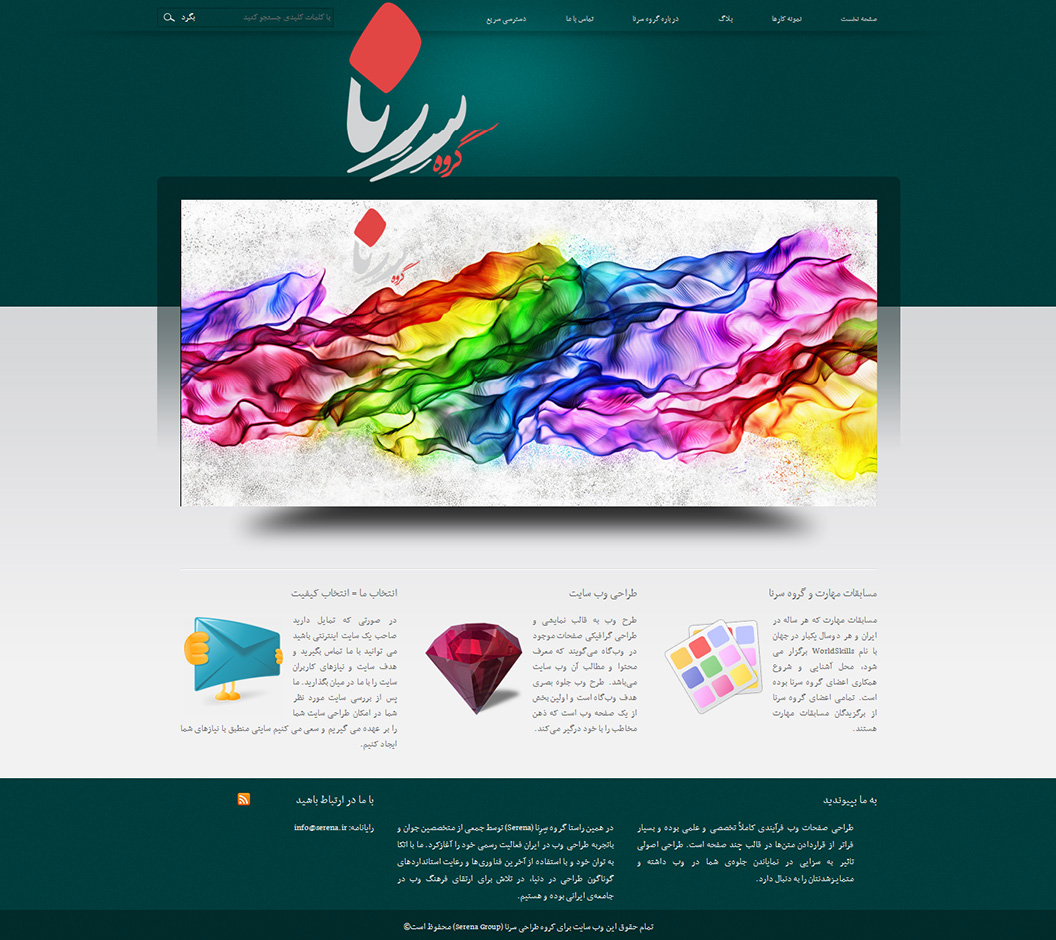 صفحه نخست
نمونه کارها
بلاگ
درباره گروه سرنا
تماس با ما
دسترسی سریع
با کلمات کلیدی جستجو کنید
بگرد
سرنا
گروه
سرنا
گروه
مسابقات مهارت و گروه سرنا
مسابقات مهارت که هر ساله در
ایران و هر دو سال یکبار در جهان
با نام WorldSkills برگزار می
شود، محل آشنایی و شروع
همکاری اعضای گروه سرنا بوده
است. تمامی اعضای گروه سرنا
از برگزیدگان مسابقات مهارت
هستند.
طراحی وب سایت
طرح وب به قالب نمایشی و
طراحی گرافیکی صفحات موجود
در وب‌گاه می‌گویند که معرف
محتوا و مطالب آن وب سایت
می‌باشد. طرح وب جلوه بصری
هدف وب‌گاه است و اولین بخش
از یک صفحه وب است که ذهن
مخاطب را با خود درگیر می‌کند.
انتخاب ما = انتخاب کیفیت
در صورتی که تمایل دارید
صاحب یک سایت اینترنتی باشید
می توانید با ما تماس بگیرید و
هدف سایت و نیازهای کاربران
سایت را با ما در میان بگذارید. ما
پس از بررسی سایت مورد نظر
شما در امکان طراحی سایت شما
را بر عهده می گیریم و سعی می کنیم سایتی منطبق با نیازهای شما
ایجاد کنیم.
به ما بپیوندید
طراحی صفحات وب فرآیندی کاملاً تخصصی و علمی بوده و بسیار
فراتر از قراردادن متن‌ها در قالب چند صفحه است. طراحی اصولی
تاثیر به سزایی در نمایاندن جلوه‌ی شما در وب داشته و
متمایزشدنتان را به دنبال دارد.
در همین راستا گروه سِرِنا (Serena) توسط جمعی از متخصصین جوان و
باتجربه طراحی وب در ایران فعالیت رسمی خود را آغازکرد. ما با اتکا
به توان خود و با استفاده از آخرین فناوری‌ها و رعایت استانداردهای
گوناگون طراحی در دنیا، در تلاش برای ارتقای فرهنگ وب در
جامعه‌ی ایرانی بوده و هستیم.
با ما در ارتباط باهید
رایانامه: info@serena.ir
تمام حقوق این وب سایت برای گروه طراحی سرنا (Serena Group) محفوظ است©